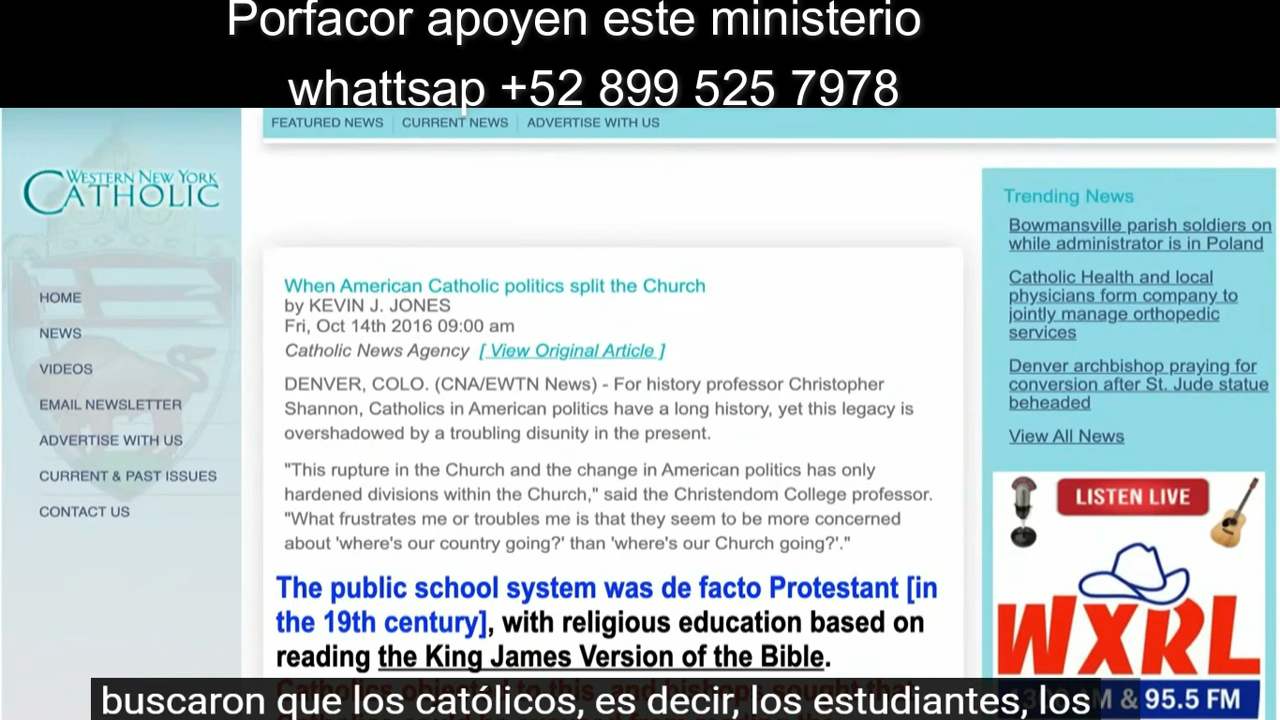 Porfacor apoyen este ministerio
whattsap +52 899 525 7978
FEATURED NEWS
CURRENT NEWS
ADVERTISE WITH US
WESTERN NEW YORK
CATHOLIC
HOME
NEWS
VIDEOS
EMAIL NEWSLETTER
ADVERTISE WITH US
CURRENT & PAST ISSUES
CONTACT US
When American Catholic politics split the Church
by KEVIN J. JONES
Fri, Oct 14th 2016 09:00 am
Catholic News Agency [ View Original Article ]
DENVER, COLO. (CNA/EWTN News) - For history professor Christopher
Shannon, Catholics in American politics have a long history, yet this legacy is
overshadowed by a troubling disunity in the present.
"This rupture in the Church and the change in American politics has only
hardened divisions within the Church," said the Christendom College professor.
"What frustrates me or troubles me is that they seem to be more concerned
about 'where's our country going?' than 'where's our Church going?'."
The public school system was de facto Protestant [in
the 19th century], with religious education based on
reading the King James Version of the Bible.
Trending News
Bowmansville parish soldiers on
while administrator is in Poland
Catholic Health and local
physicians form company to
jointly manage orthopedic
services
Denver archbishop praying for
conversion after St. Jude statue
beheaded
View All News
LISTEN LIVE
WXRL
& 95.5 FM
buscaron que los católicos, es decir, los estudiantes, los